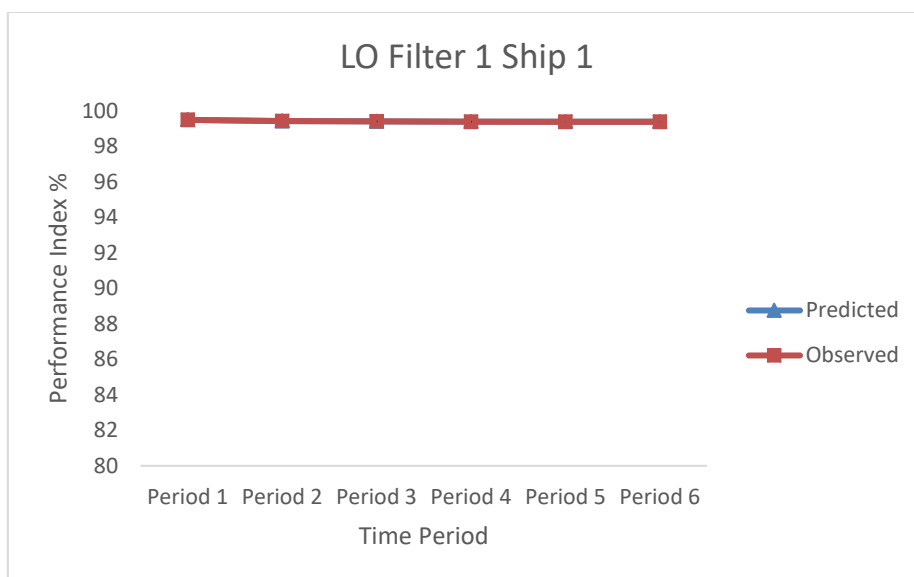 LO Filter 1 Ship 1
Performance Index %
100
98
96
94
92
90
88
86
84
82
80
Period 1 Period 2 Period 3 Period 4 Period 5 Period 6
Time Period
Predicted
Observed